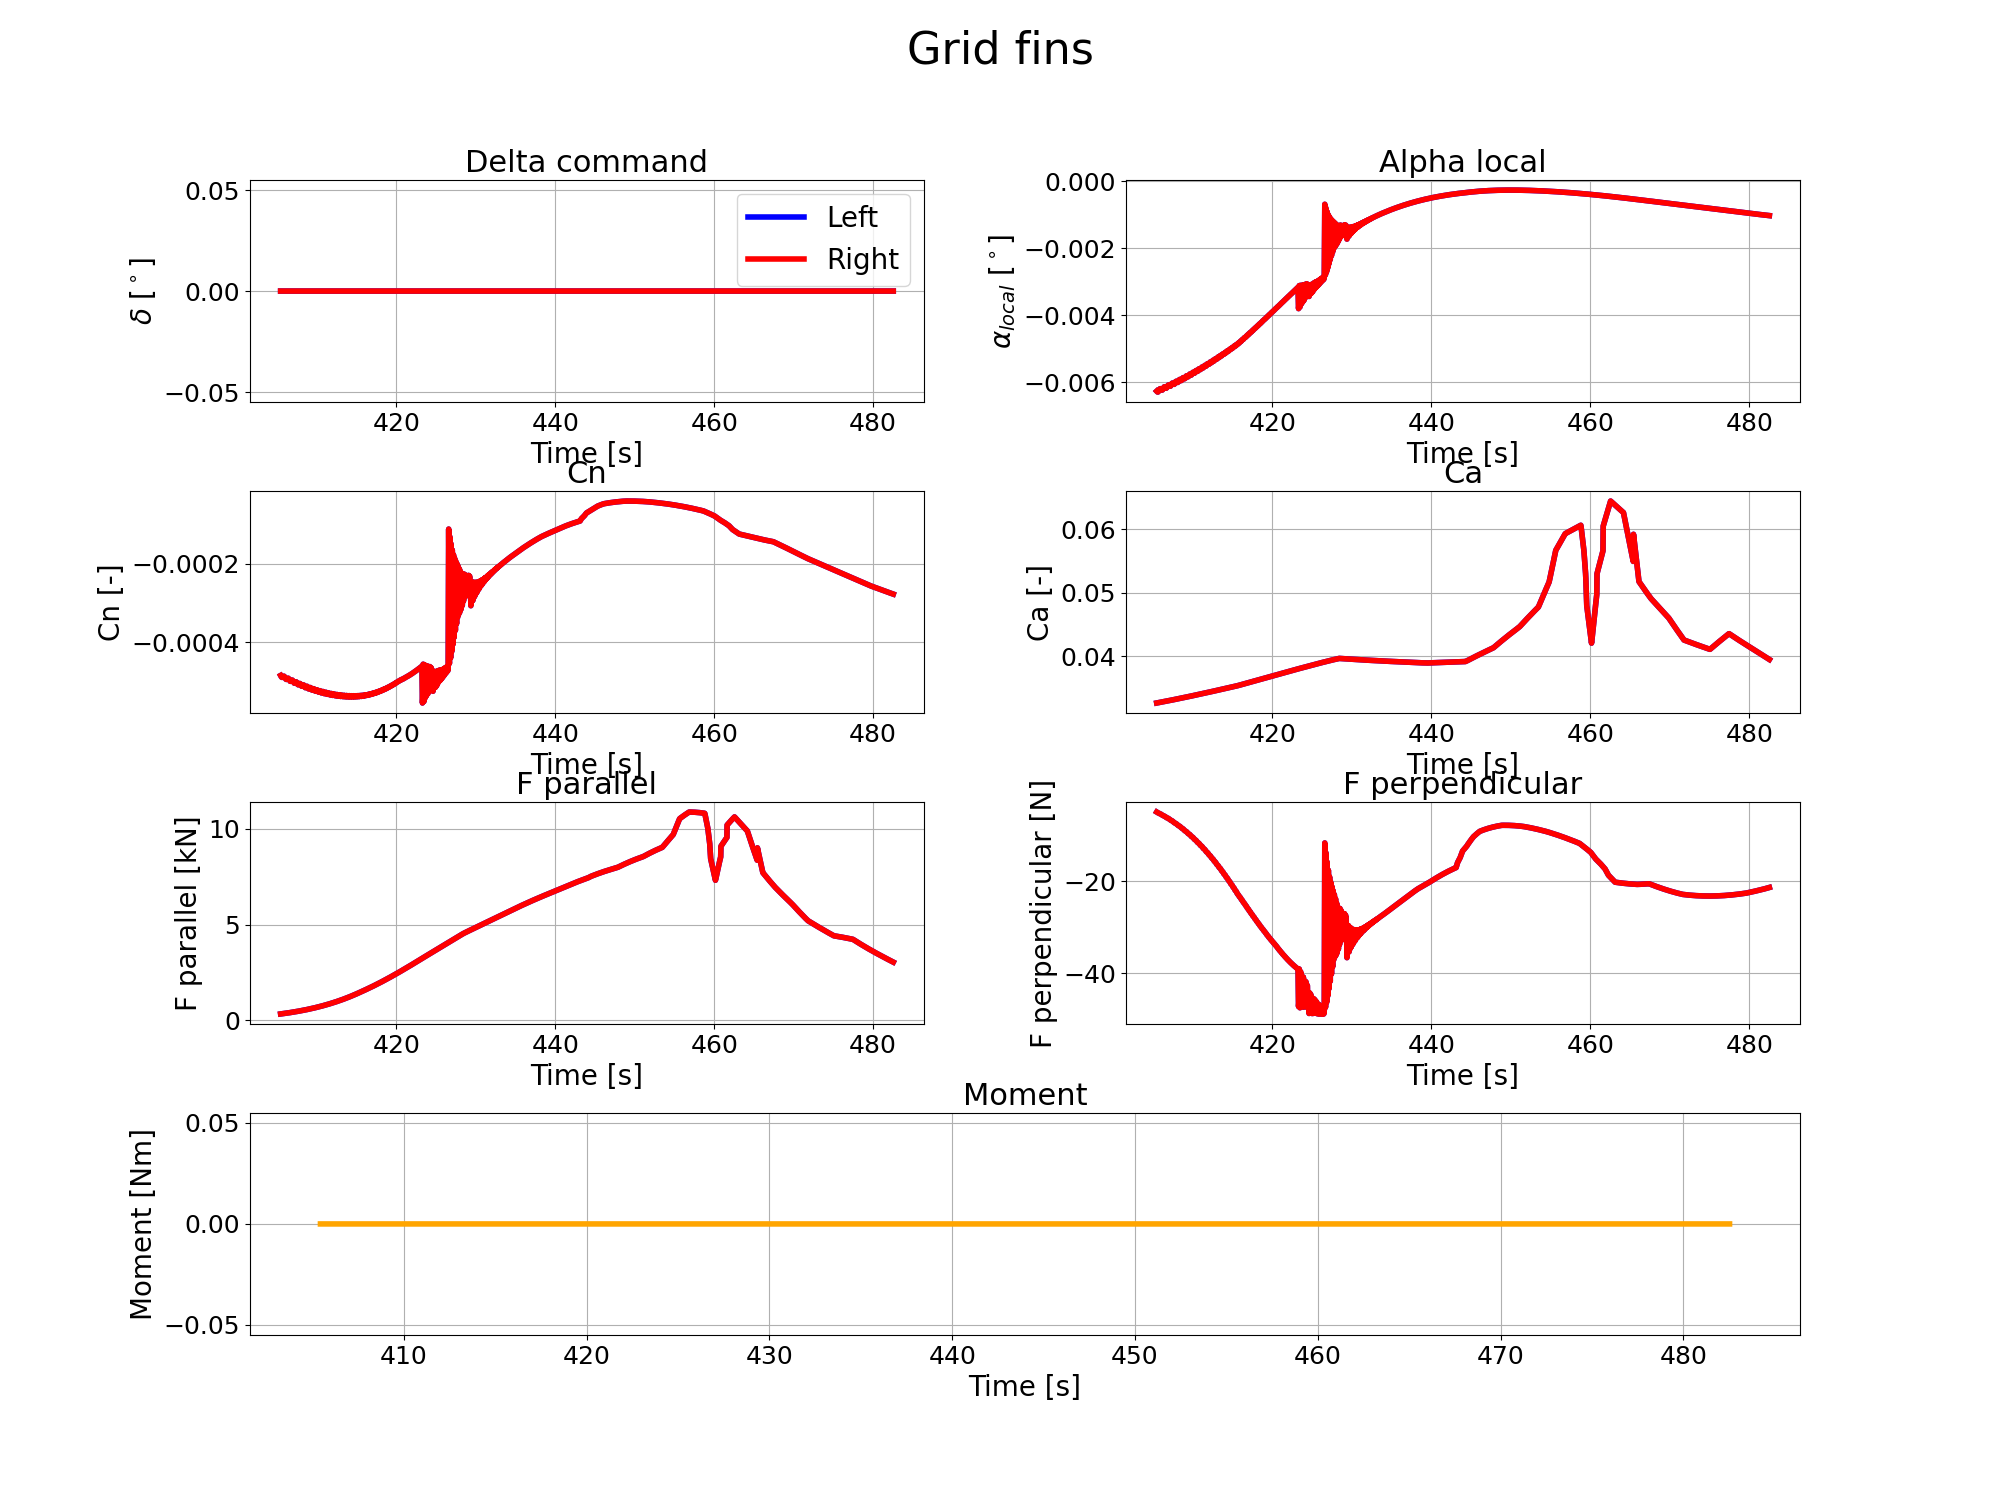 Grid fins
Delta command
0.05
0.00
−0.05
δ [°]
Left
Right
420 440 460 480
Time [s]
Alpha local
0.000
−0.002
−0.004
−0.006
αlocal [°]
420 440 460 480
Time [s]
Cn
−0.0002
−0.0004
Cn [-]
420 440 460 480
Time [s]
Ca
0.06
0.05
0.04
Ca [-]
420 440 460 480
Time [s]
F parallel
10
5
0
F parallel [kN]
420 440 460 480
Time [s]
F perpendicular
−20
−40
F perpendicular [N]
420 440 460 480
Time [s]
Moment
0.05
0.00
−0.05
Moment [Nm]
410 420 430 440 450 460 470 480
Time [s]